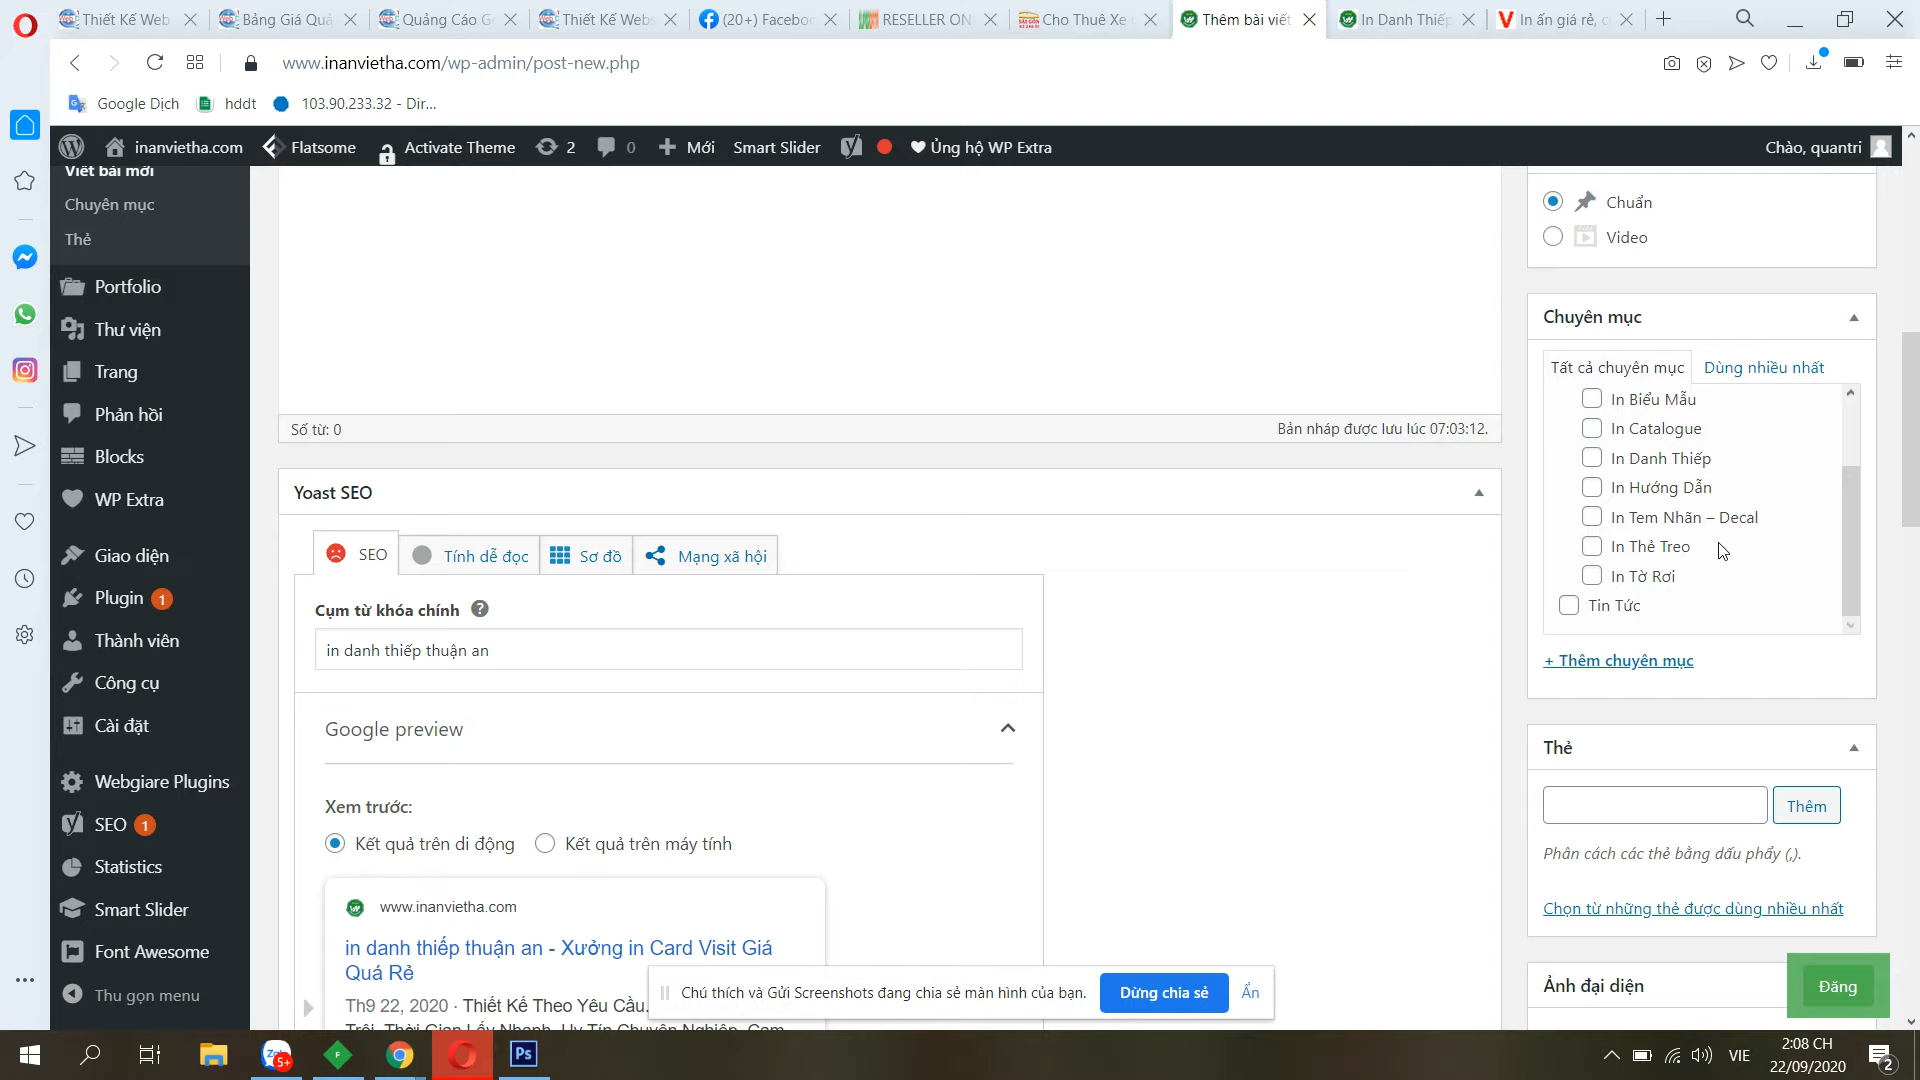 Thiết Kế Web
Bảng Giá Quả
Quảng Cáo G
Thiết Kế Webs
(20+) Facebo
RESELLER ON
Cho Thuê Xe
Thêm bài viết
In Danh Thiếp
In ấn giá rẻ, c
www.inanvietha.com/wp-admin/post-new.php
Google Dịch
hddt
103.90.233.32 - Dir...
inanvietha.com
Flatsome
Activate Theme
2
0
Mới
Smart Slider
Ủng hộ WP Extra
Chào, quantri
Viết bài mới
Chuyên mục
Thẻ
Portfolio
Thư viện
Trang
Phản hồi
Blocks
WP Extra
Giao diện
Plugin 1
Thành viên
Công cụ
Cài đặt
Webgiare Plugins
SEO 1
Statistics
Smart Slider
Font Awesome
Thu gọn menu
Số từ: 0
Bản nháp được lưu lúc 07:03:12.
Yoast SEO
SEO
Tính dễ đọc
Sơ đồ
Mạng xã hội
Cụm từ khóa chính
in danh thiếp thuận an
Google preview
Xem trước:
Kết quả trên di động
Kết quả trên máy tính
www.inanvietha.com
in danh thiếp thuận an - Xưởng in Card Visit Giá
Quá Rẻ
Th9 22, 2020 · Thiết Kế Theo Yêu Cầu.
Chú thích và Gửi Screenshots đang chia sẻ màn hình của bạn.
Dừng chia sẻ
Ẩn
Chuẩn
Video
Chuyên mục
Tất cả chuyên mục
Dùng nhiều nhất
In Biểu Mẫu
In Catalogue
In Danh Thiếp
In Hướng Dẫn
In Tem Nhãn – Decal
In Thẻ Treo
In Tờ Rơi
Tin Tức
+ Thêm chuyên mục
Thẻ
Thêm
Phân cách các thẻ bằng dấu phẩy (,).
Chọn từ những thẻ được dùng nhiều nhất
Ảnh đại diện
Đăng
5+
Ps
VIE
2:08 CH
22/09/2020
2